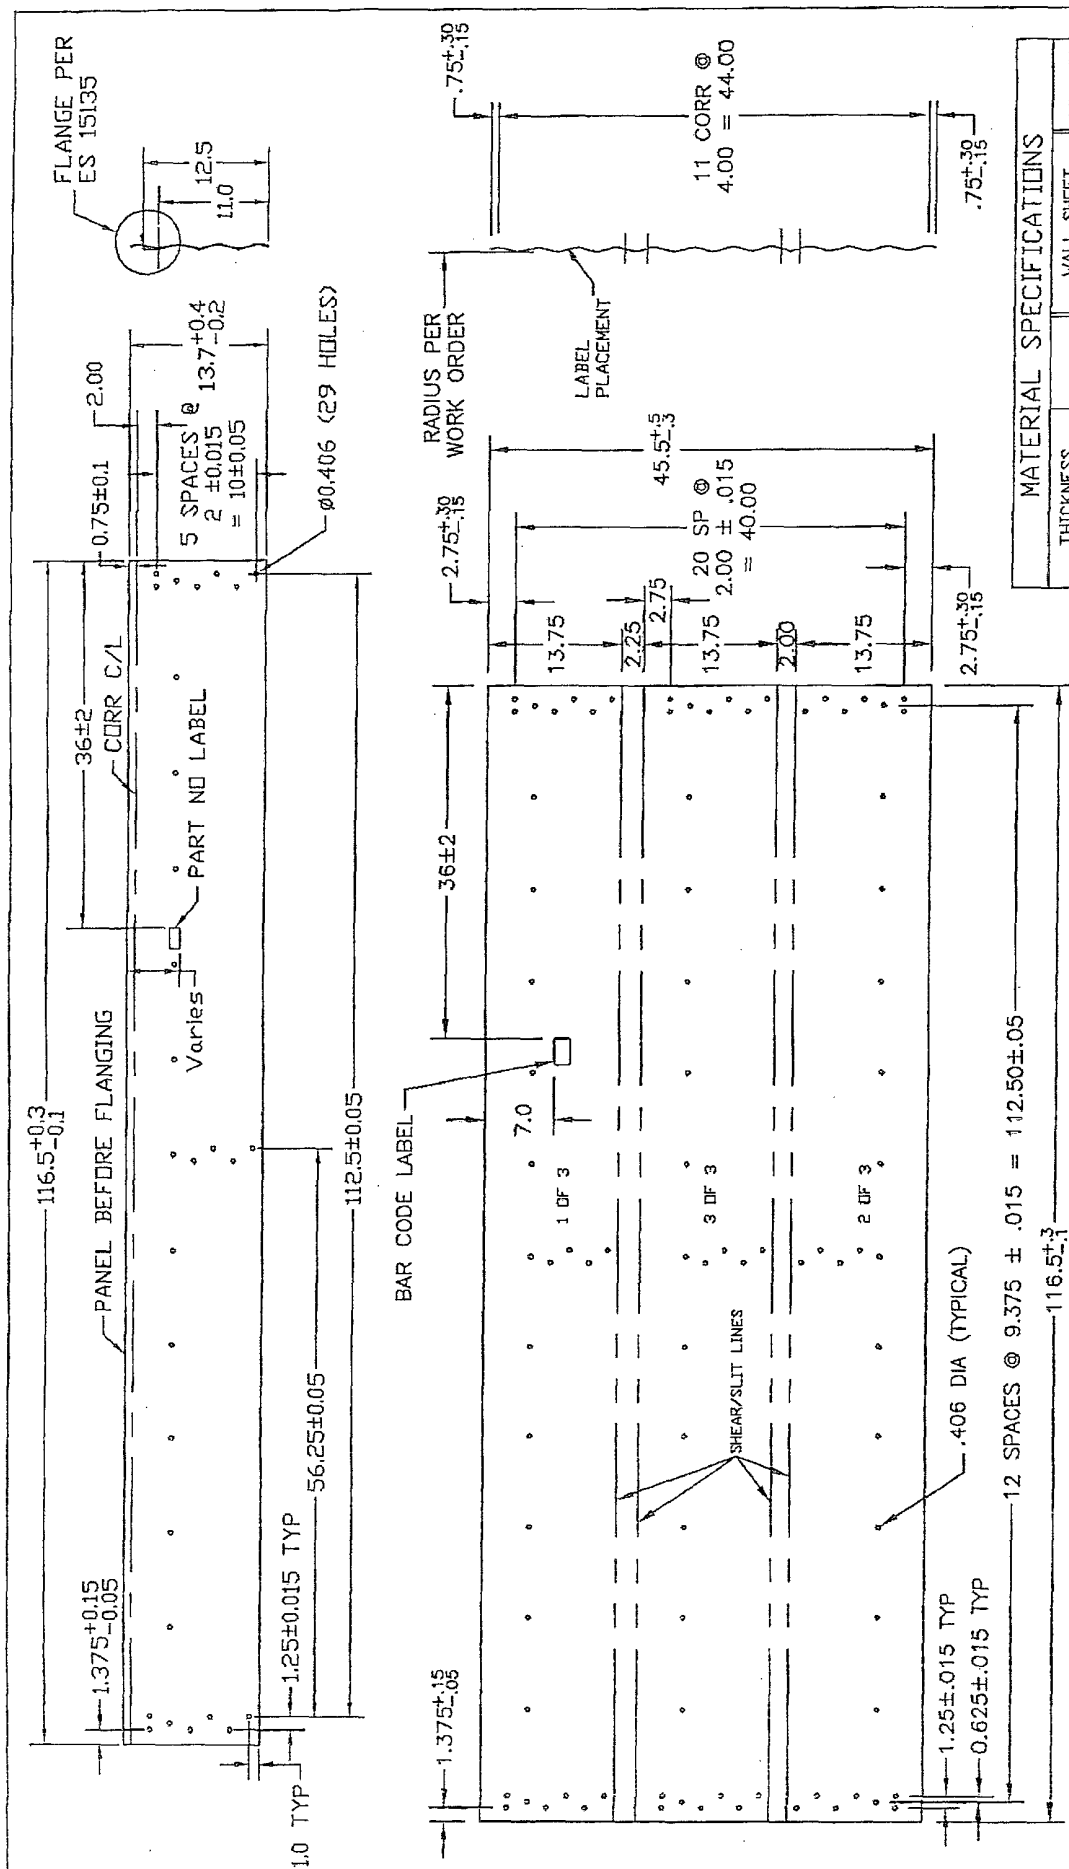 FLANGE PER
ES 15135
12.5
11.0
116.5+0.3
-0.1
PANEL BEFORE FLANGING
36±2
CORR C/L
0.75±0.1
2.00
5 SPACES @
2 ±0.015
= 10±0.05
13.7+0.4
-0.2
Ø0.406 (29 HOLES)
PART NO LABEL
Varies
1.375+0.15
-0.05
1.0 TYP
1.25±0.015 TYP
56.25±0.05
112.5±0.05
RADIUS PER
WORK ORDER
LABEL
PLACEMENT
.75+.30
-.15
11 CORR @
4.00 = 44.00
.75+.30
-.15
BAR CODE LABEL
36±2
7.0
2.75+.30
-.15
45.5+.5
-.3
20 SP @
2.00 ± .015
= 40.00
13.75
2.25
2.75
13.75
2.00
13.75
2.75+.30
-.15
1 OF 3
3 OF 3
2 OF 3
SHEAR/SLIT LINES
.406 DIA (TYPICAL)
1.375+.15
-.05
1.25±.015 TYP
0.625±.015 TYP
12 SPACES @ 9.375 ± .015 = 112.50±.05
116.5+.3
-.1
MATERIAL SPECIFICATIONS
THICKNESS
WALL SHEET